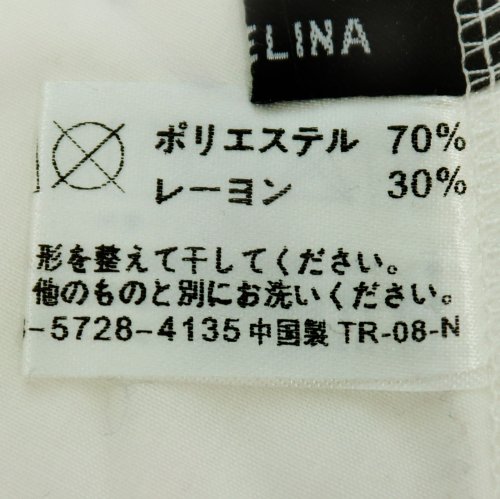 ELINA
ポリエステル 70%
レーヨン 30%
形を整えて干してください。
他のものと別にお洗いください。
-5728-4135 中国製 TR-08-N